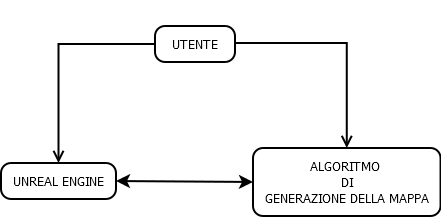 UTENTE
UNREAL ENGINE
ALGORITMO
DI
GENERAZIONE DELLA MAPPA